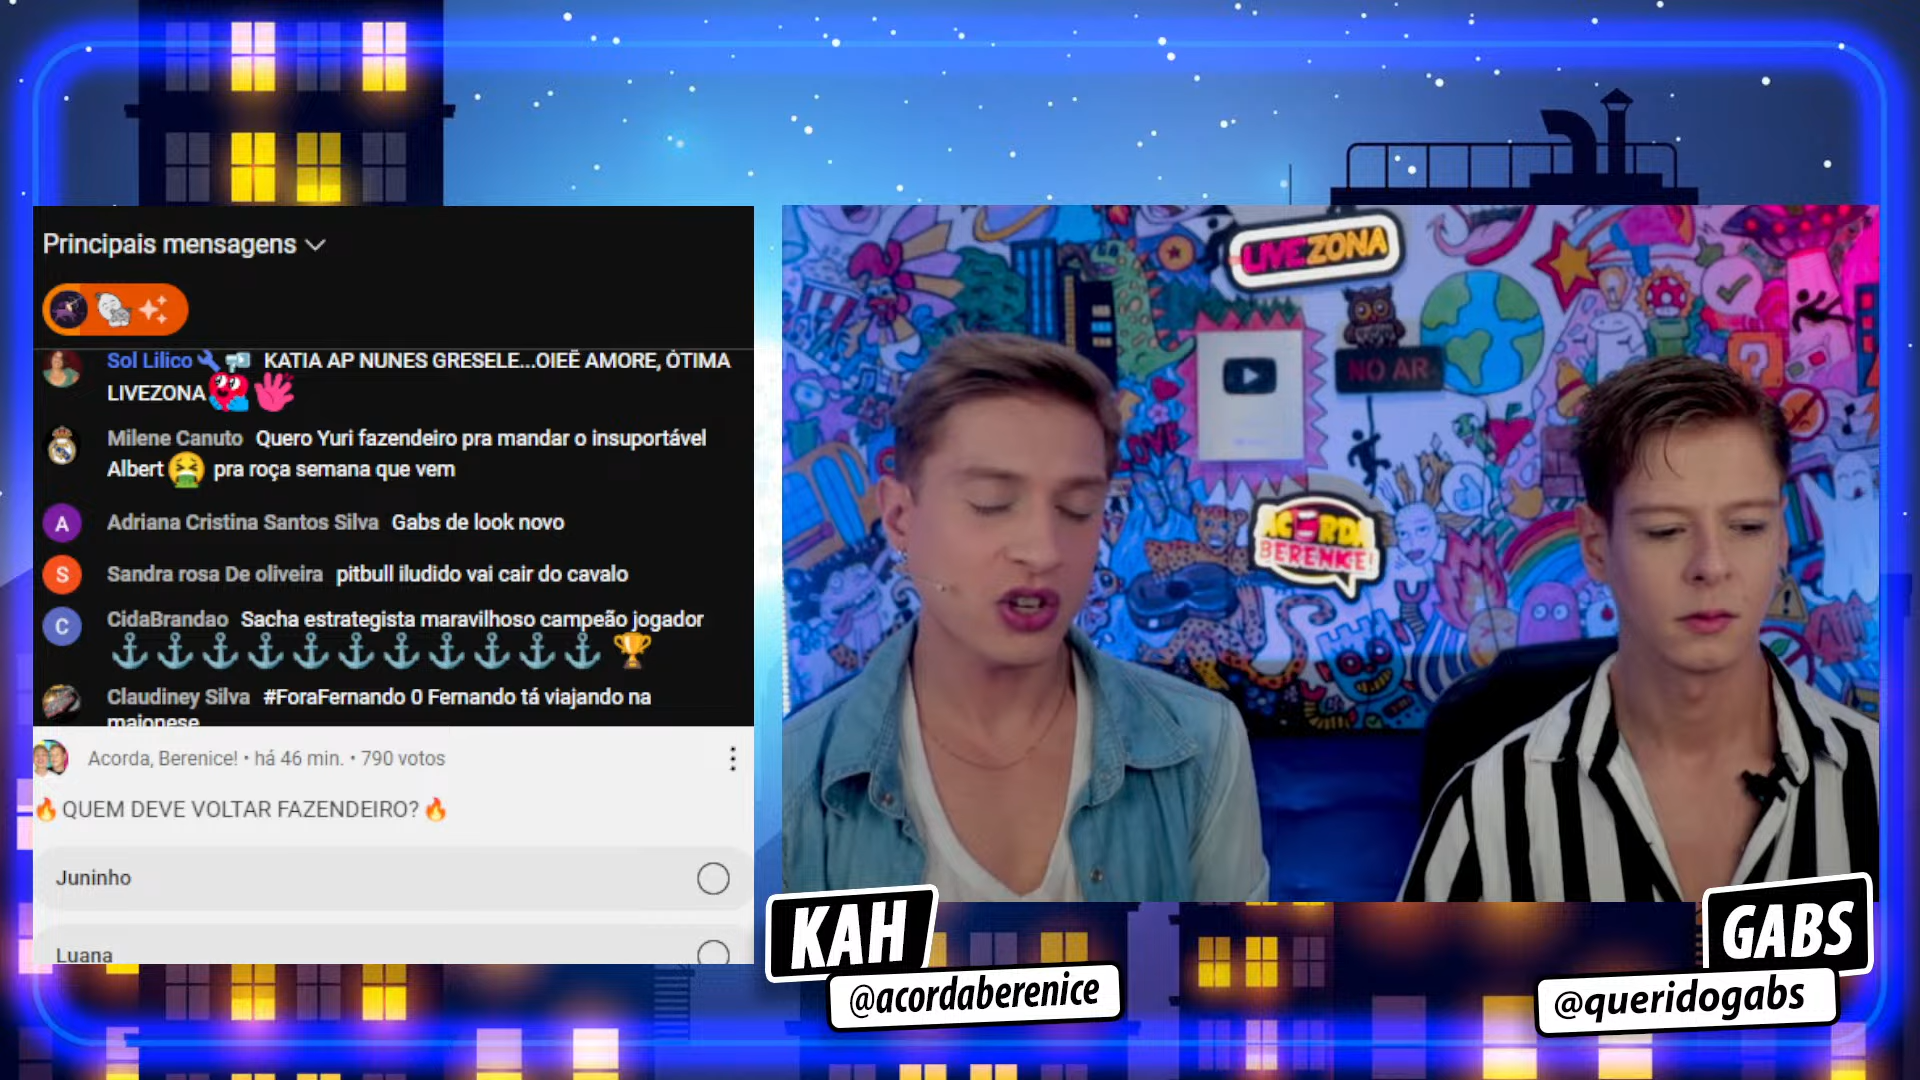 Principais mensagens
Sol Lilico KATIA AP NUNES GRESELE...OIEÊ AMORE, ÓTIMA
LIVEZONA
Milene Canuto Quero Yuri fazendeiro pra mandar o insuportável
Albert 🤮 pra roça semana que vem
A Adriana Cristina Santos Silva Gabs de look novo
S Sandra rosa De oliveira pitbull iludido vai cair do cavalo
C CidaBrandao Sacha estrategista maravilhoso campeão jogador
⚓⚓⚓⚓⚓⚓⚓⚓⚓⚓⚓🏆
Claudiney Silva #ForaFernando 0 Fernando tá viajando na
maionese
Acorda, Berenice! • há 46 min. • 790 votos
🔥 QUEM DEVE VOLTAR FAZENDEIRO? 🔥
Juninho
Luana
LIVEZONA
NO AR
LOVE
ACORDA
BERENICE!
KAH
@acordaberenice
GABS
@queridogabs